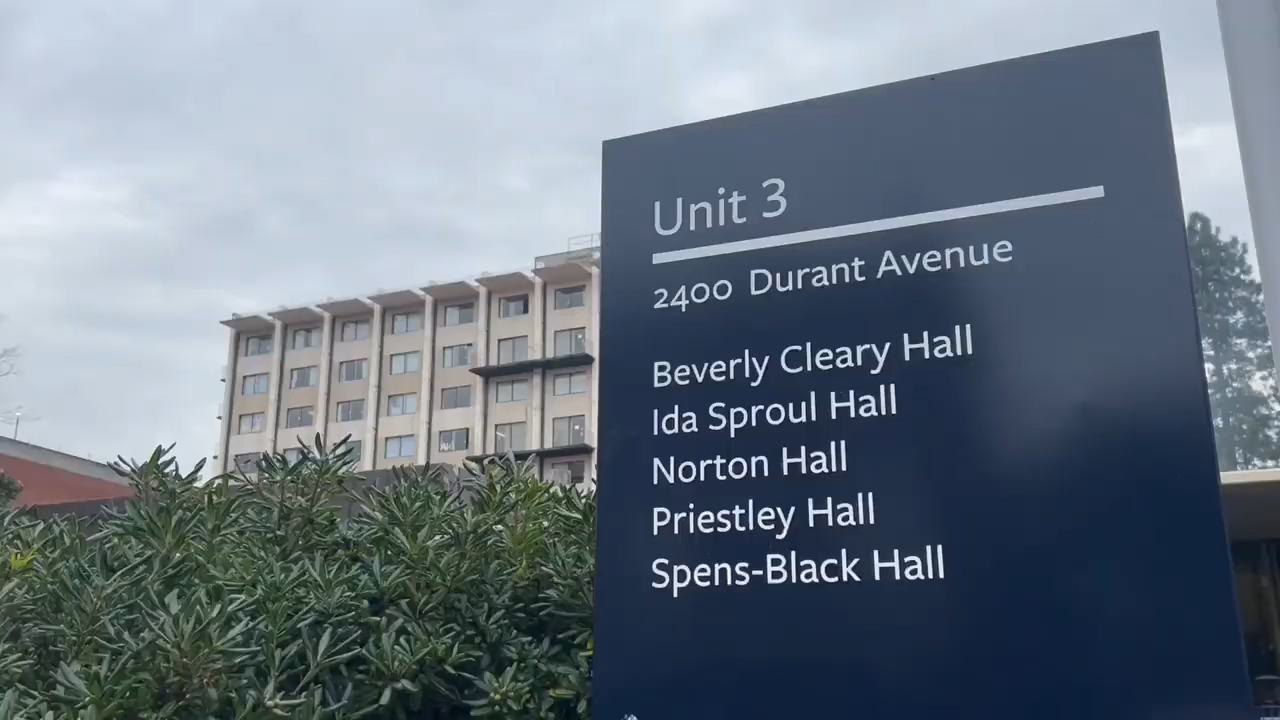 Unit 3
2400 Durant Avenue
Beverly Cleary Hall
Ida Sproul Hall
Norton Hall
Priestley Hall
Spens-Black Hall